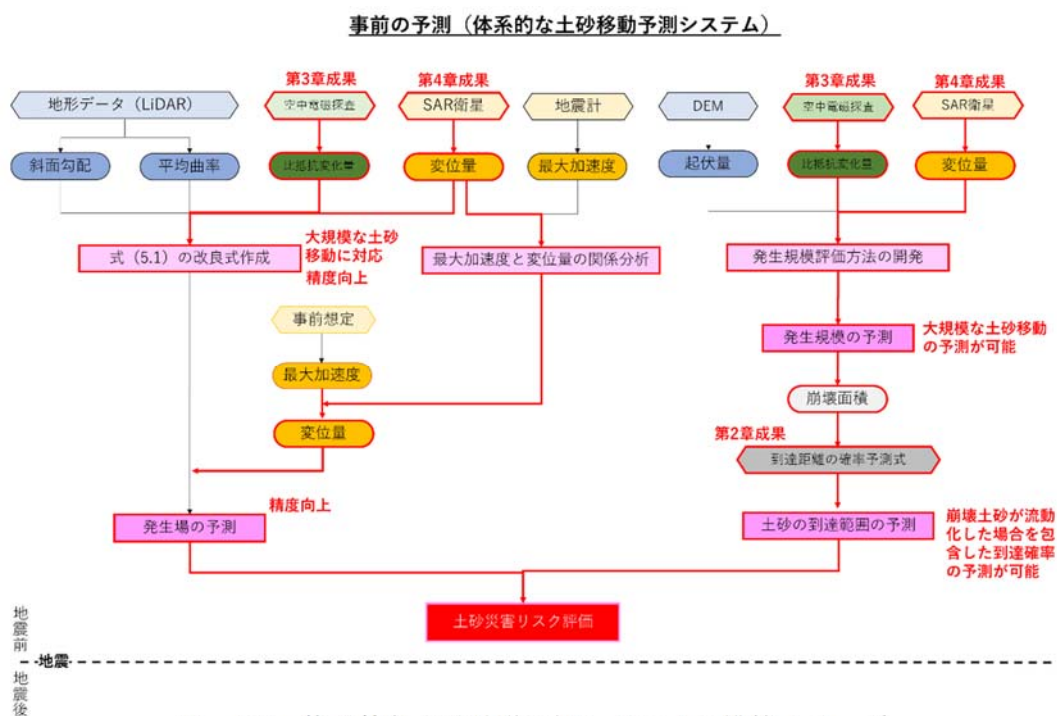 事前の予測（体系的な土砂移動予測システム）
第3章成果
第4章成果
第3章成果
第4章成果
地形データ（LiDAR）
空中電磁探査
SAR衛星
地震計
DEM
空中電磁探査
SAR衛星
斜面勾配
平均曲率
比抵抗変化量
変位量
最大加速度
起伏量
比抵抗変化量
変位量
式（5.1）の改良式作成
大規模な土砂
移動に対応
精度向上
最大加速度と変位量の関係分析
発生規模評価方法の開発
事前想定
最大加速度
変位量
発生規模の予測
大規模な土砂移動
の予測が可能
崩壊面積
第2章成果
到達距離の確率予測式
精度向上
発生場の予測
土砂の到達範囲の予測
崩壊土砂が流動
化した場合を包
含した到達確率
の予測が可能
土砂災害リスク評価
地震前
地震
地震後